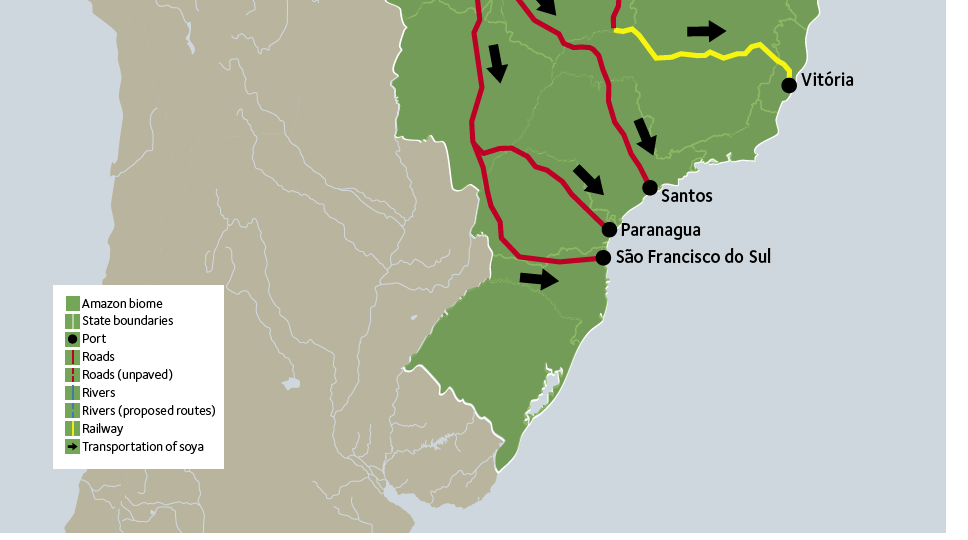 Vitória
Santos
Paranagua
São Francisco do Sul
Amazon biome
State boundaries
Port
Roads
Roads (unpaved)
Rivers
Rivers (proposed routes)
Railway
Transportation of soya